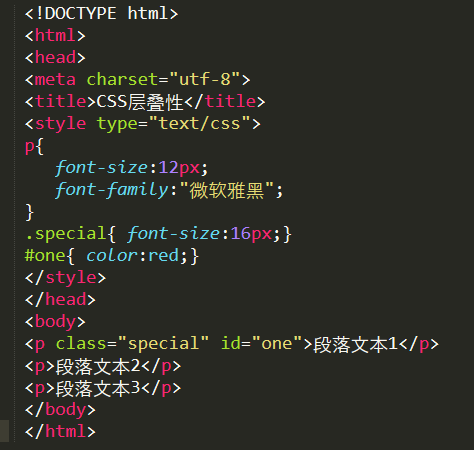 <!DOCTYPE html>
<html>
<head>
<meta charset="utf-8">
<title>CSS层叠性</title>
<style type="text/css">
p{
font-size:12px;
font-family:"微软雅黑";
}
.special{ font-size:16px;}
#one{ color:red;}
</style>
</head>
<body>
<p class="special" id="one">段落文本1</p>
<p>段落文本2</p>
<p>段落文本3</p>
</body>
</html>